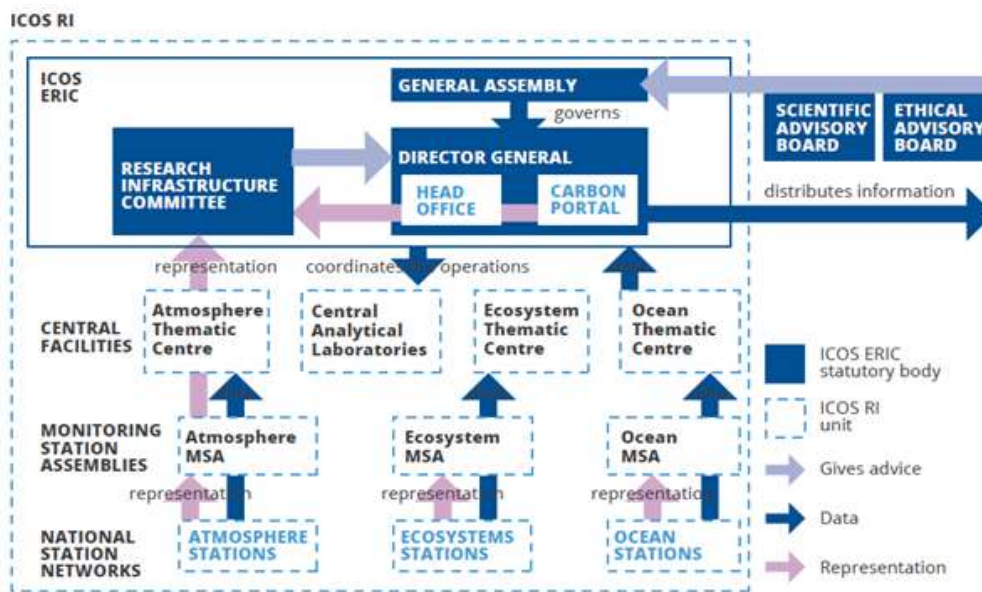 ICOS RI
ICOS
ERIC
GENERAL ASSEMBLY
governs
SCIENTIFIC
ADVISORY
BOARD
ETHICAL
ADVISORY
BOARD
RESEARCH
INFRASTRUCTURE
COMMITTEE
DIRECTOR GENERAL
HEAD
OFFICE
CARBON
PORTAL
distributes information
representation
coordinates operations
CENTRAL
FACILITIES
Atmosphere
Thematic
Centre
Central
Analytical
Laboratories
Ecosystem
Thematic
Centre
Ocean
Thematic
Centre
MONITORING
STATION
ASSEMBLIES
Atmosphere
MSA
Ecosystem
MSA
Ocean
MSA
representation
representation
representation
NATIONAL
STATION
NETWORKS
ATMOSPHERE
STATIONS
ECOSYSTEMS
STATIONS
OCEAN
STATIONS
ICOS ERIC
statutory body
ICOS RI
unit
Gives advice
Data
Representation